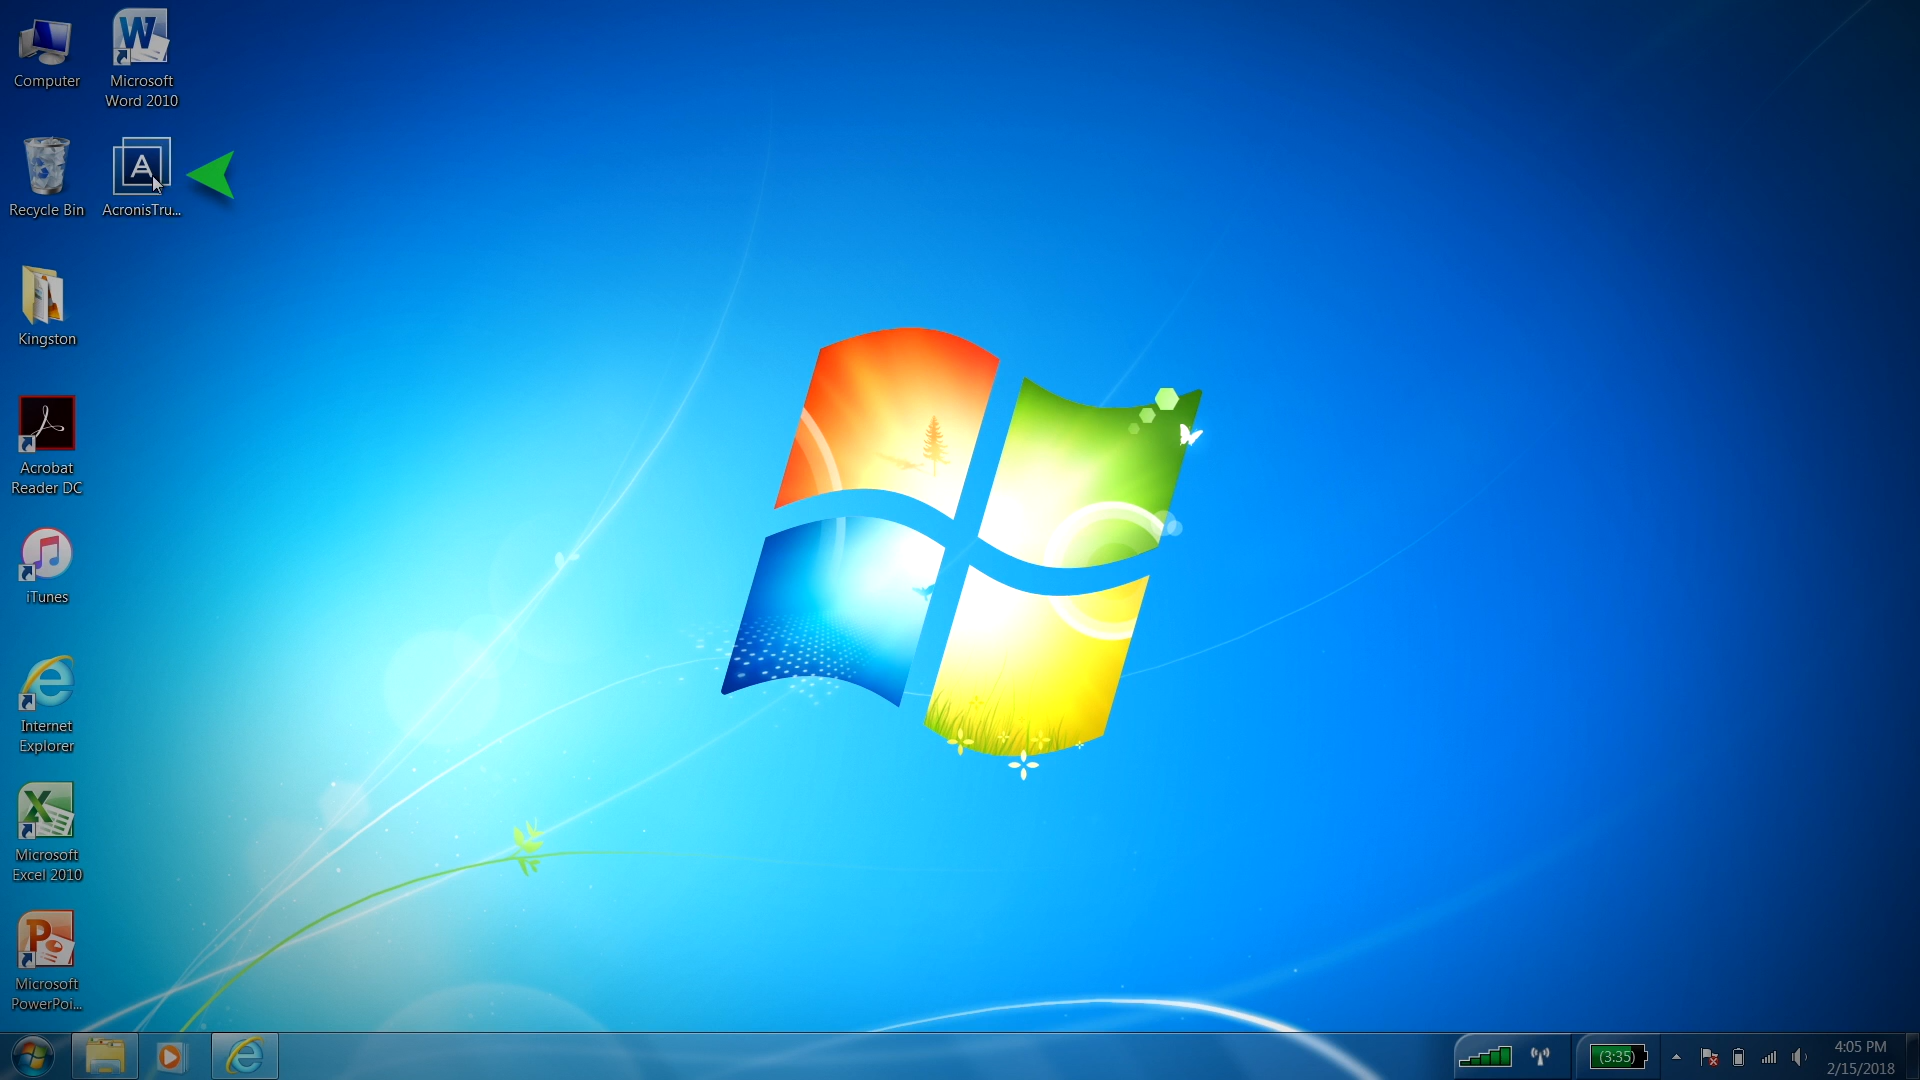 Computer
Microsoft
Word 2010
Recycle Bin
AcronisTru...
Kingston
Acrobat
Reader DC
iTunes
Internet
Explorer
Microsoft
Excel 2010
Microsoft
PowerPoi...
(3:35)
4:05 PM
2/15/2018